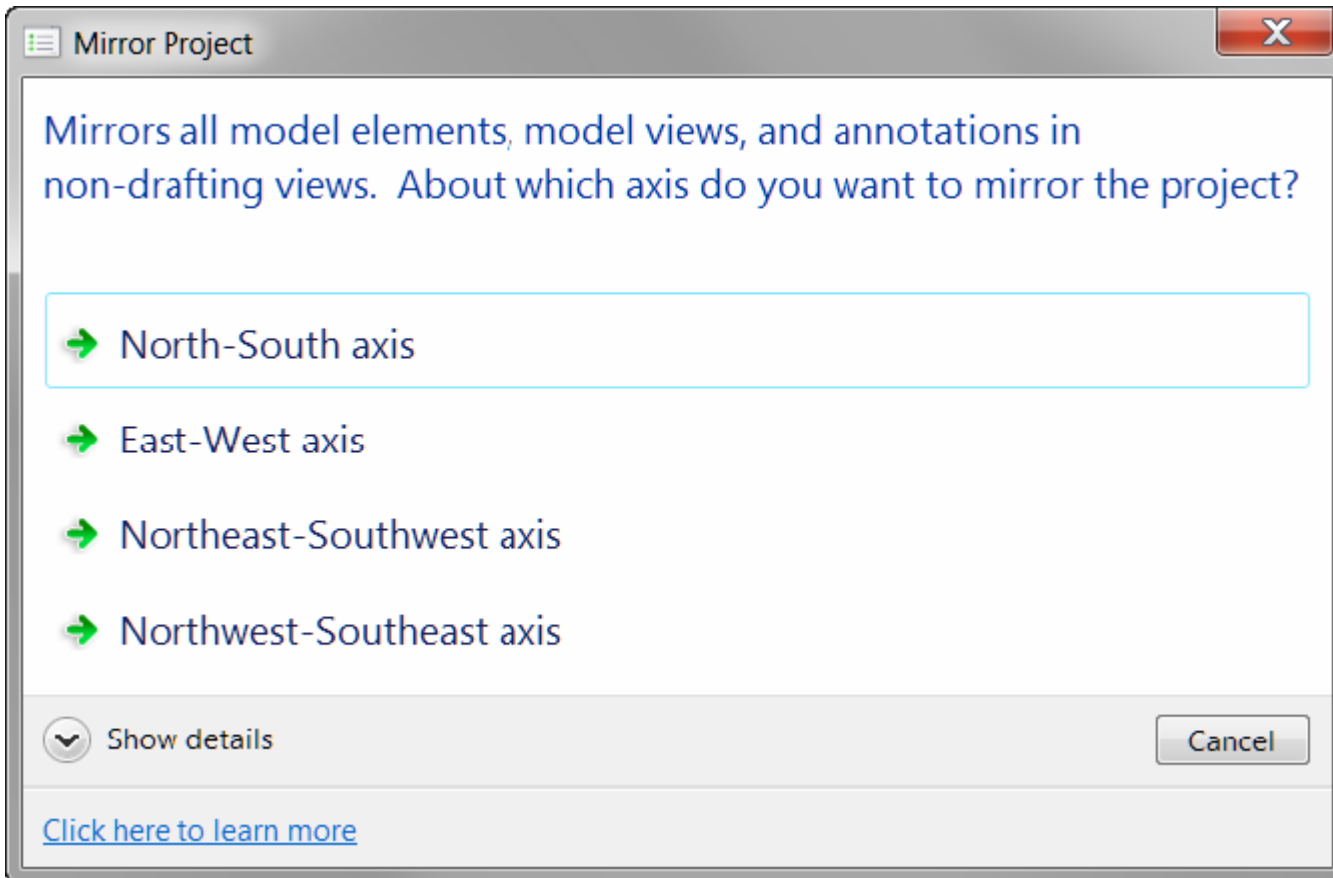 Mirror Project
Mirrors all model elements, model views, and annotations in
non-drafting views. About which axis do you want to mirror the project?
North-South axis
East-West axis
Northeast-Southwest axis
Northwest-Southeast axis
Show details
Cancel
Click here to learn more